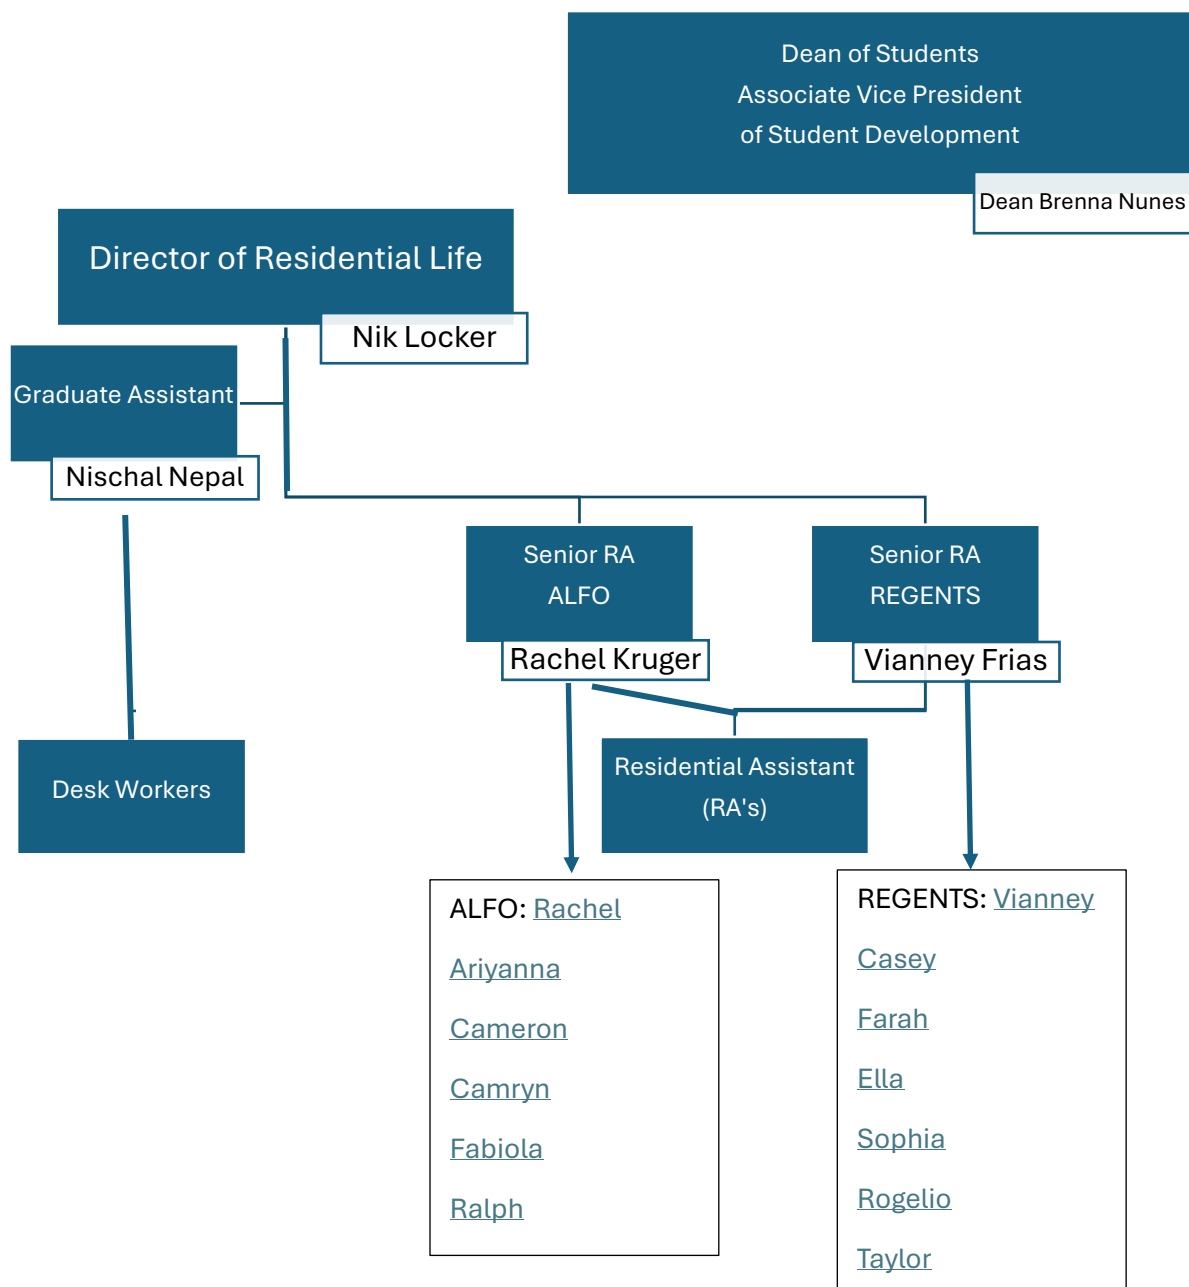 Dean of Students
Associate Vice President
of Student Development
Dean Brenna Nunes
Director of Residential Life
Nik Locker
Graduate Assistant
Nischal Nepal
Senior RA
ALFO
Rachel Kruger
Senior RA
REGENTS
Vianney Frias
Desk Workers
Residential Assistant
(RA's)
ALFO: Rachel
Ariyanna
Cameron
Camryn
Fabiola
Ralph
REGENTS: Vianney
Casey
Farah
Ella
Sophia
Rogelio
Taylor